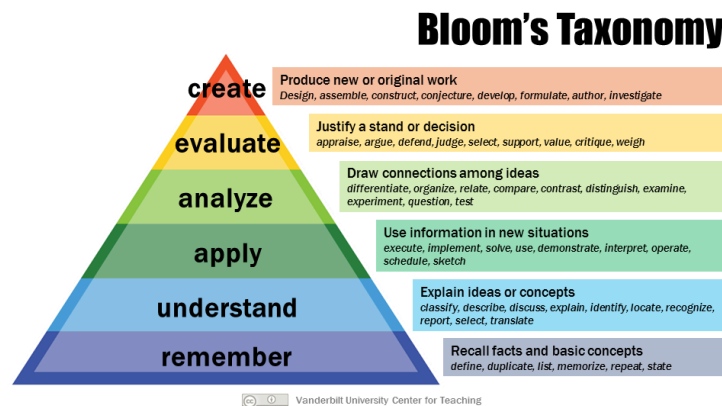 Bloom's Taxonomy
create
Produce new or original work
Design, assemble, construct, conjecture, develop, formulate, author, investigate
evaluate
Justify a stand or decision
appraise, argue, defend, judge, select, support, value, critique, weigh
analyze
Draw connections among ideas
differentiate, organize, relate, compare, contrast, distinguish, examine,
experiment, question, test
apply
Use information in new situations
execute, implement, solve, use, demonstrate, interpret, operate,
schedule, sketch
understand
Explain ideas or concepts
classify, describe, discuss, explain, identify, locate, recognize,
report, select, translate
remember
Recall facts and basic concepts
define, duplicate, list, memorize, repeat, state
cc Vanderbilt University Center for Teaching